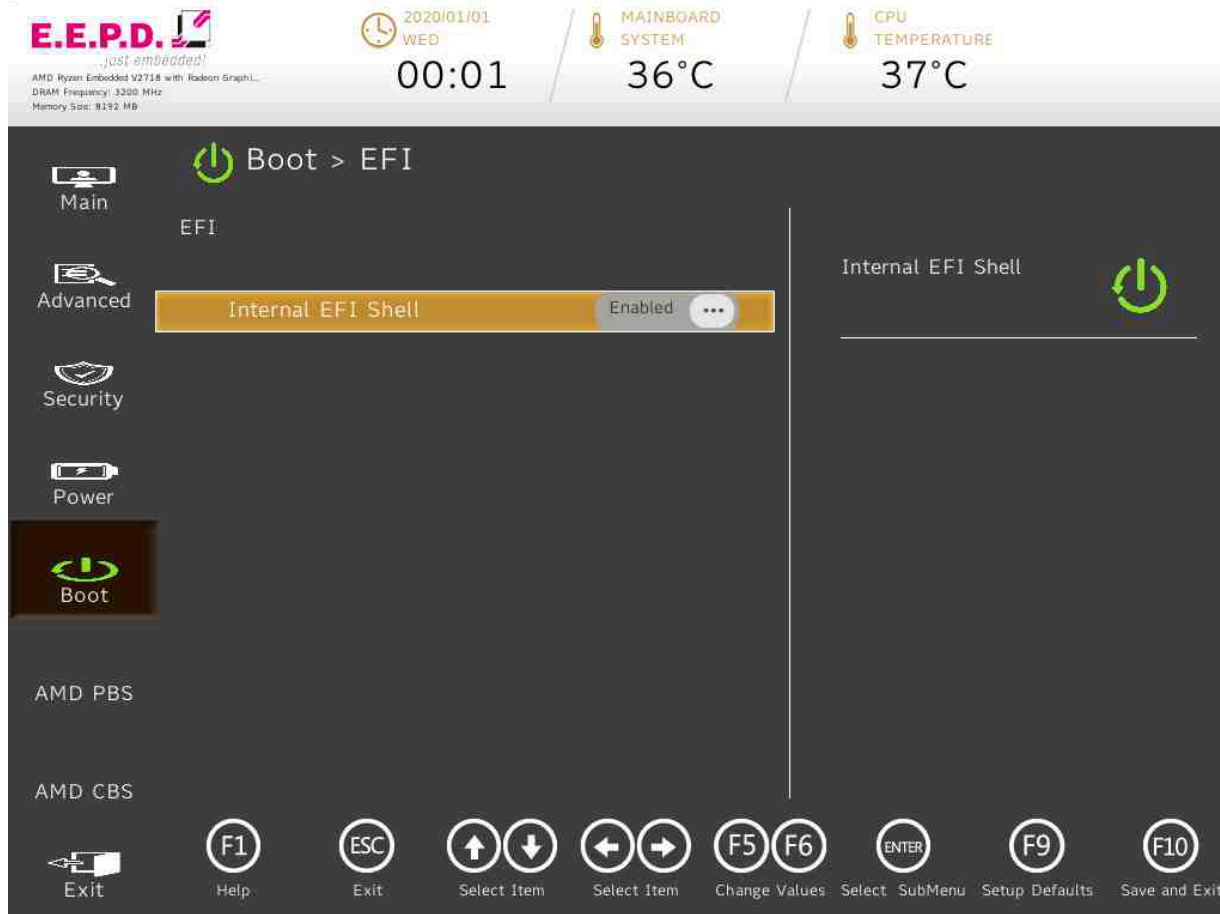 E.E.P.D.
...just embedded!
AMD Ryzen Embedded V2718 with Radeon Graphi...
DRAM Frequency: 3200 MHz
Memory Size: 8192 MB
2020/01/01
WED
00:01
MAINBOARD
SYSTEM
36°C
CPU
TEMPERATURE
37°C
Main
Advanced
Security
Power
Boot
AMD PBS
AMD CBS
Exit
Boot > EFI
EFI
Internal EFI Shell
Enabled
Internal EFI Shell
F1
Help
ESC
Exit
Select Item
Select Item
F5 F6
Change Values
ENTER
Select SubMenu
F9
Setup Defaults
F10
Save and Exit